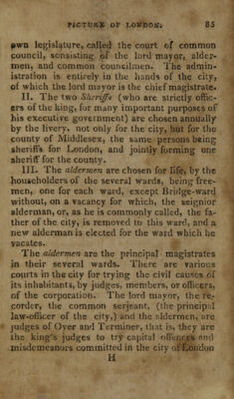 PICTURE OF LONDON. 85
own legislature, called the court of common
council, consisting of the lord mayor, alder-
men, and common councilmen. The admin-
istration is entirely in the hands of the city,
of which the lord mayor is the chief magistrate.
II. The two Sheriffs (who are strictly offic-
ers of the king, for many important purposes of
his executive government) are chosen annually
by the livery, not only for the city, but for the
county of Middlesex, the same persons being
sheriffs for London, and jointly forming one
sheriff for the county.
III. The aldermen are chosen for life, by the
householders of the several wards, being free-
men, one for each ward, except Bridge-ward
without, on a vacancy for which, the seignior
alderman, or, as he is commonly called, the fa-
ther of the city, is removed to this ward, and a
new alderman is elected for the ward which he
vacates.
The aldermen are the principal magistrates
in their several wards. There are various
courts in the city for trying the civil causes of
its inhabitants, by judges, members, or officers,
of the corporation. The lord mayor, the re-
corder, the common serjeant, (the principal
law-officer of the city,) and the aldermen, are
judges of Oyer and Terminer, that is, they are
the king's judges to try capital offences and
misdemeanors committed in the city of London
H